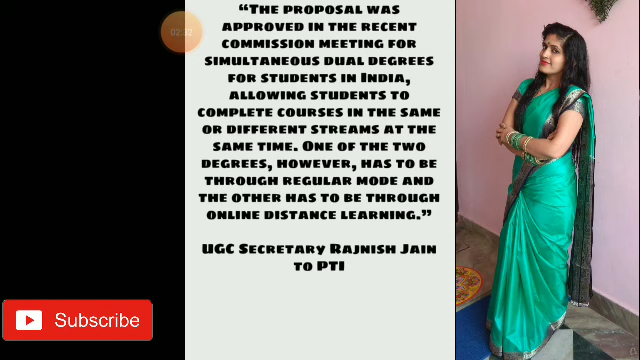 02:32
“The proposal was
approved in the recent
commission meeting for
simultaneous dual degrees
for students in India,
allowing students to
complete courses in the same
or different streams at the
same time. One of the two
degrees, however, has to be
through regular mode and
the other has to be through
online distance learning.”
UGC Secretary Rajnish Jain
to PTI
Subscribe